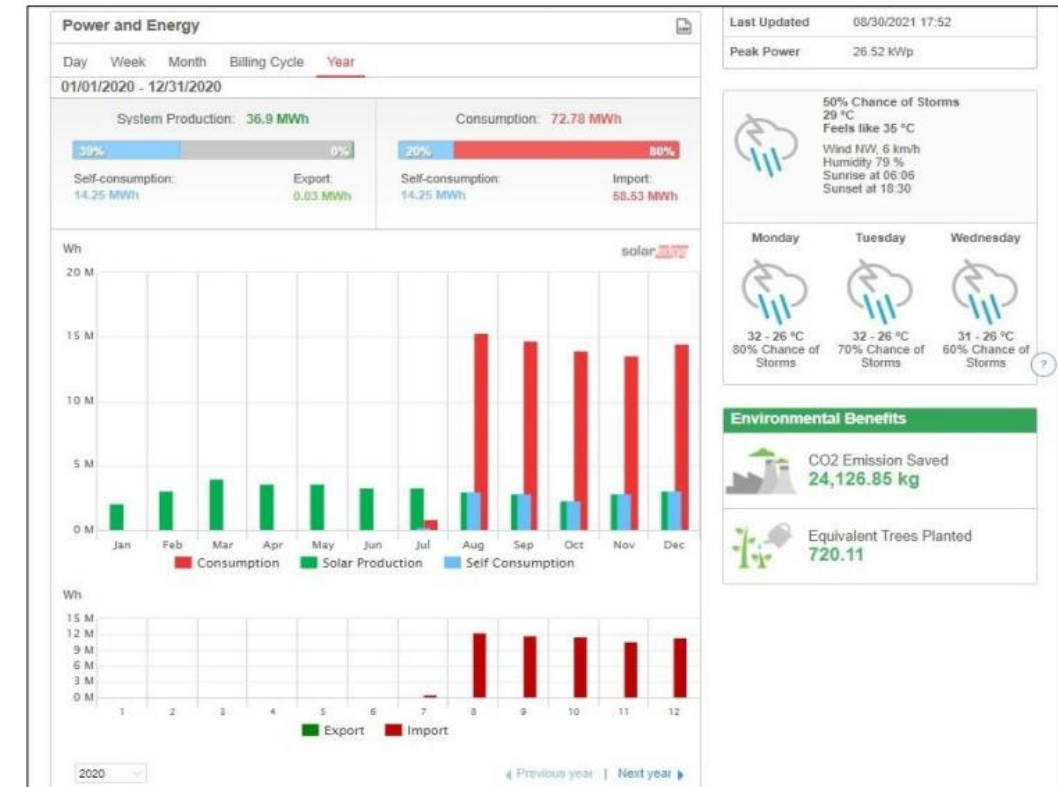 Power and Energy
Day Week Month Billing Cycle Year
01/01/2020 - 12/31/2020
System Production: 36.9 MWh
39% 0%
Self-consumption: Export:
14.25 MWh 0.03 MWh
Consumption: 72.78 MWh
20% 80%
Self-consumption: Import:
14.25 MWh 58.53 MWh
Wh
solar
20 M
15 M
10 M
5 M
0 M
Jan Feb Mar Apr May Jun Jul Aug Sep Oct Nov Dec
Consumption Solar Production Self Consumption
Wh
15 M
12 M
9 M
6 M
3 M
0 M
1 2 3 4 5 6 7 8 9 10 11 12
Export Import
2020
Previous year | Next year
Last Updated 08/30/2021 17:52
Peak Power 26.52 kWp
50% Chance of Storms
29 °C
Feels like 35 °C
Wind NW, 6 km/h
Humidity 79 %
Sunrise at 06:06
Sunset at 18:30
Monday Tuesday Wednesday
32 - 26 °C 32 - 26 °C 31 - 26 °C
80% Chance of 70% Chance of 60% Chance of
Storms Storms Storms
?
Environmental Benefits
CO2 Emission Saved
24,126.85 kg
Equivalent Trees Planted
720.11